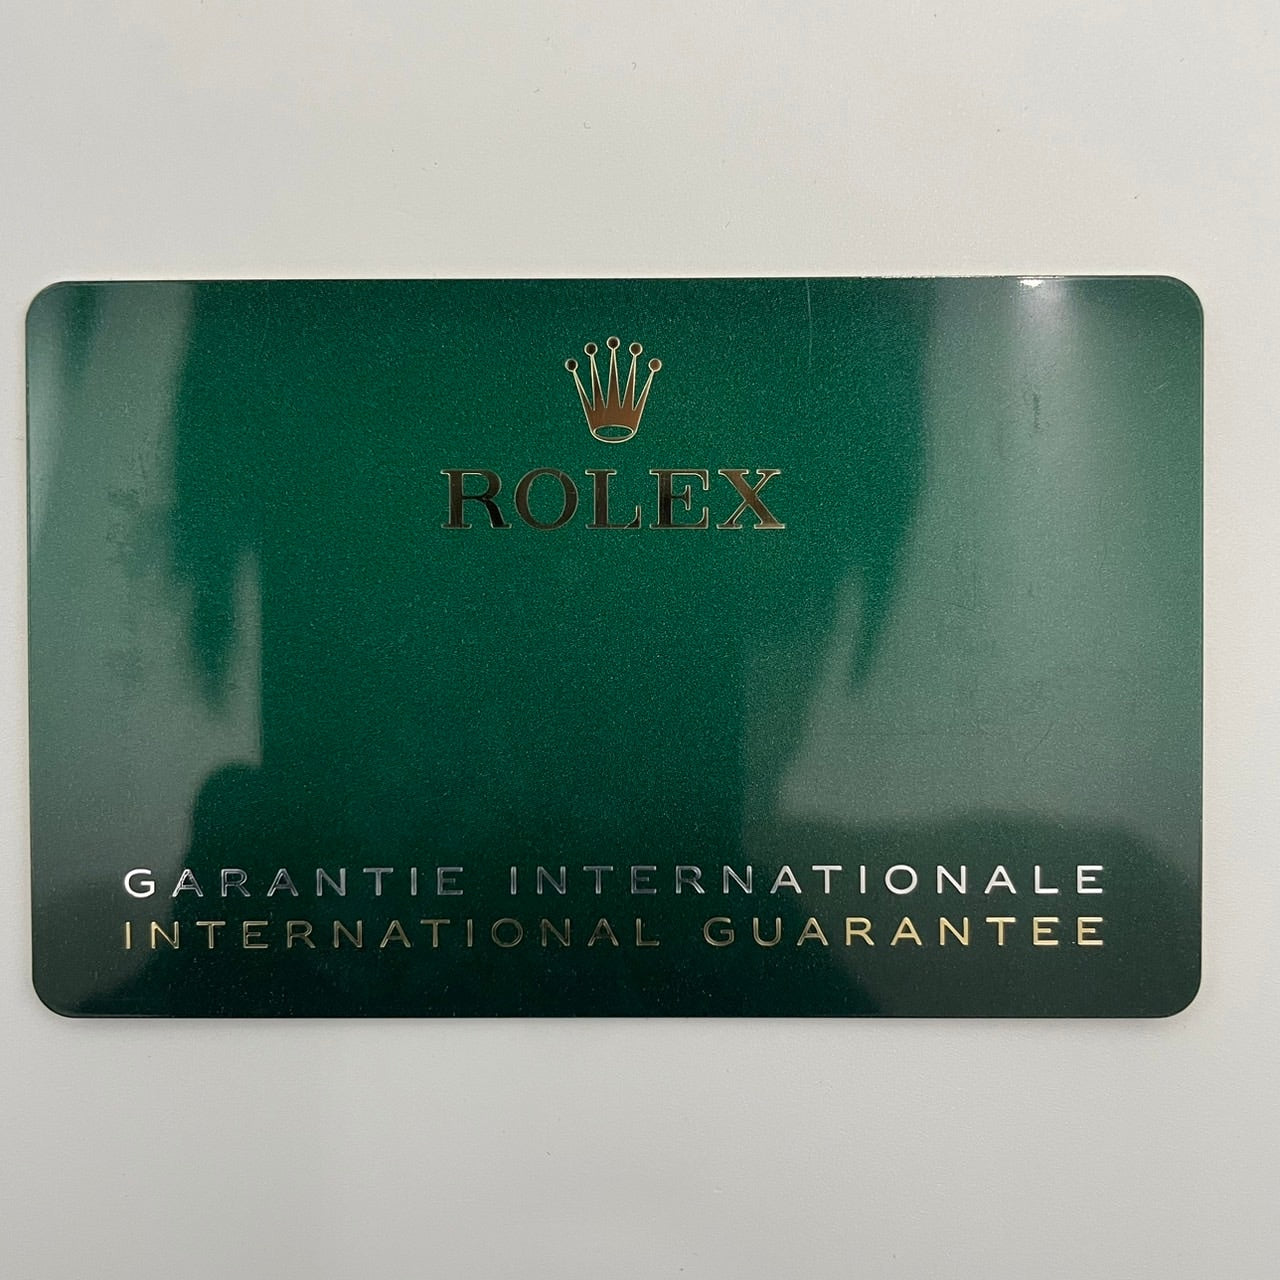 ROLEX
GARANTIE INTERNATIONALE
INTERNATIONAL GUARANTEE